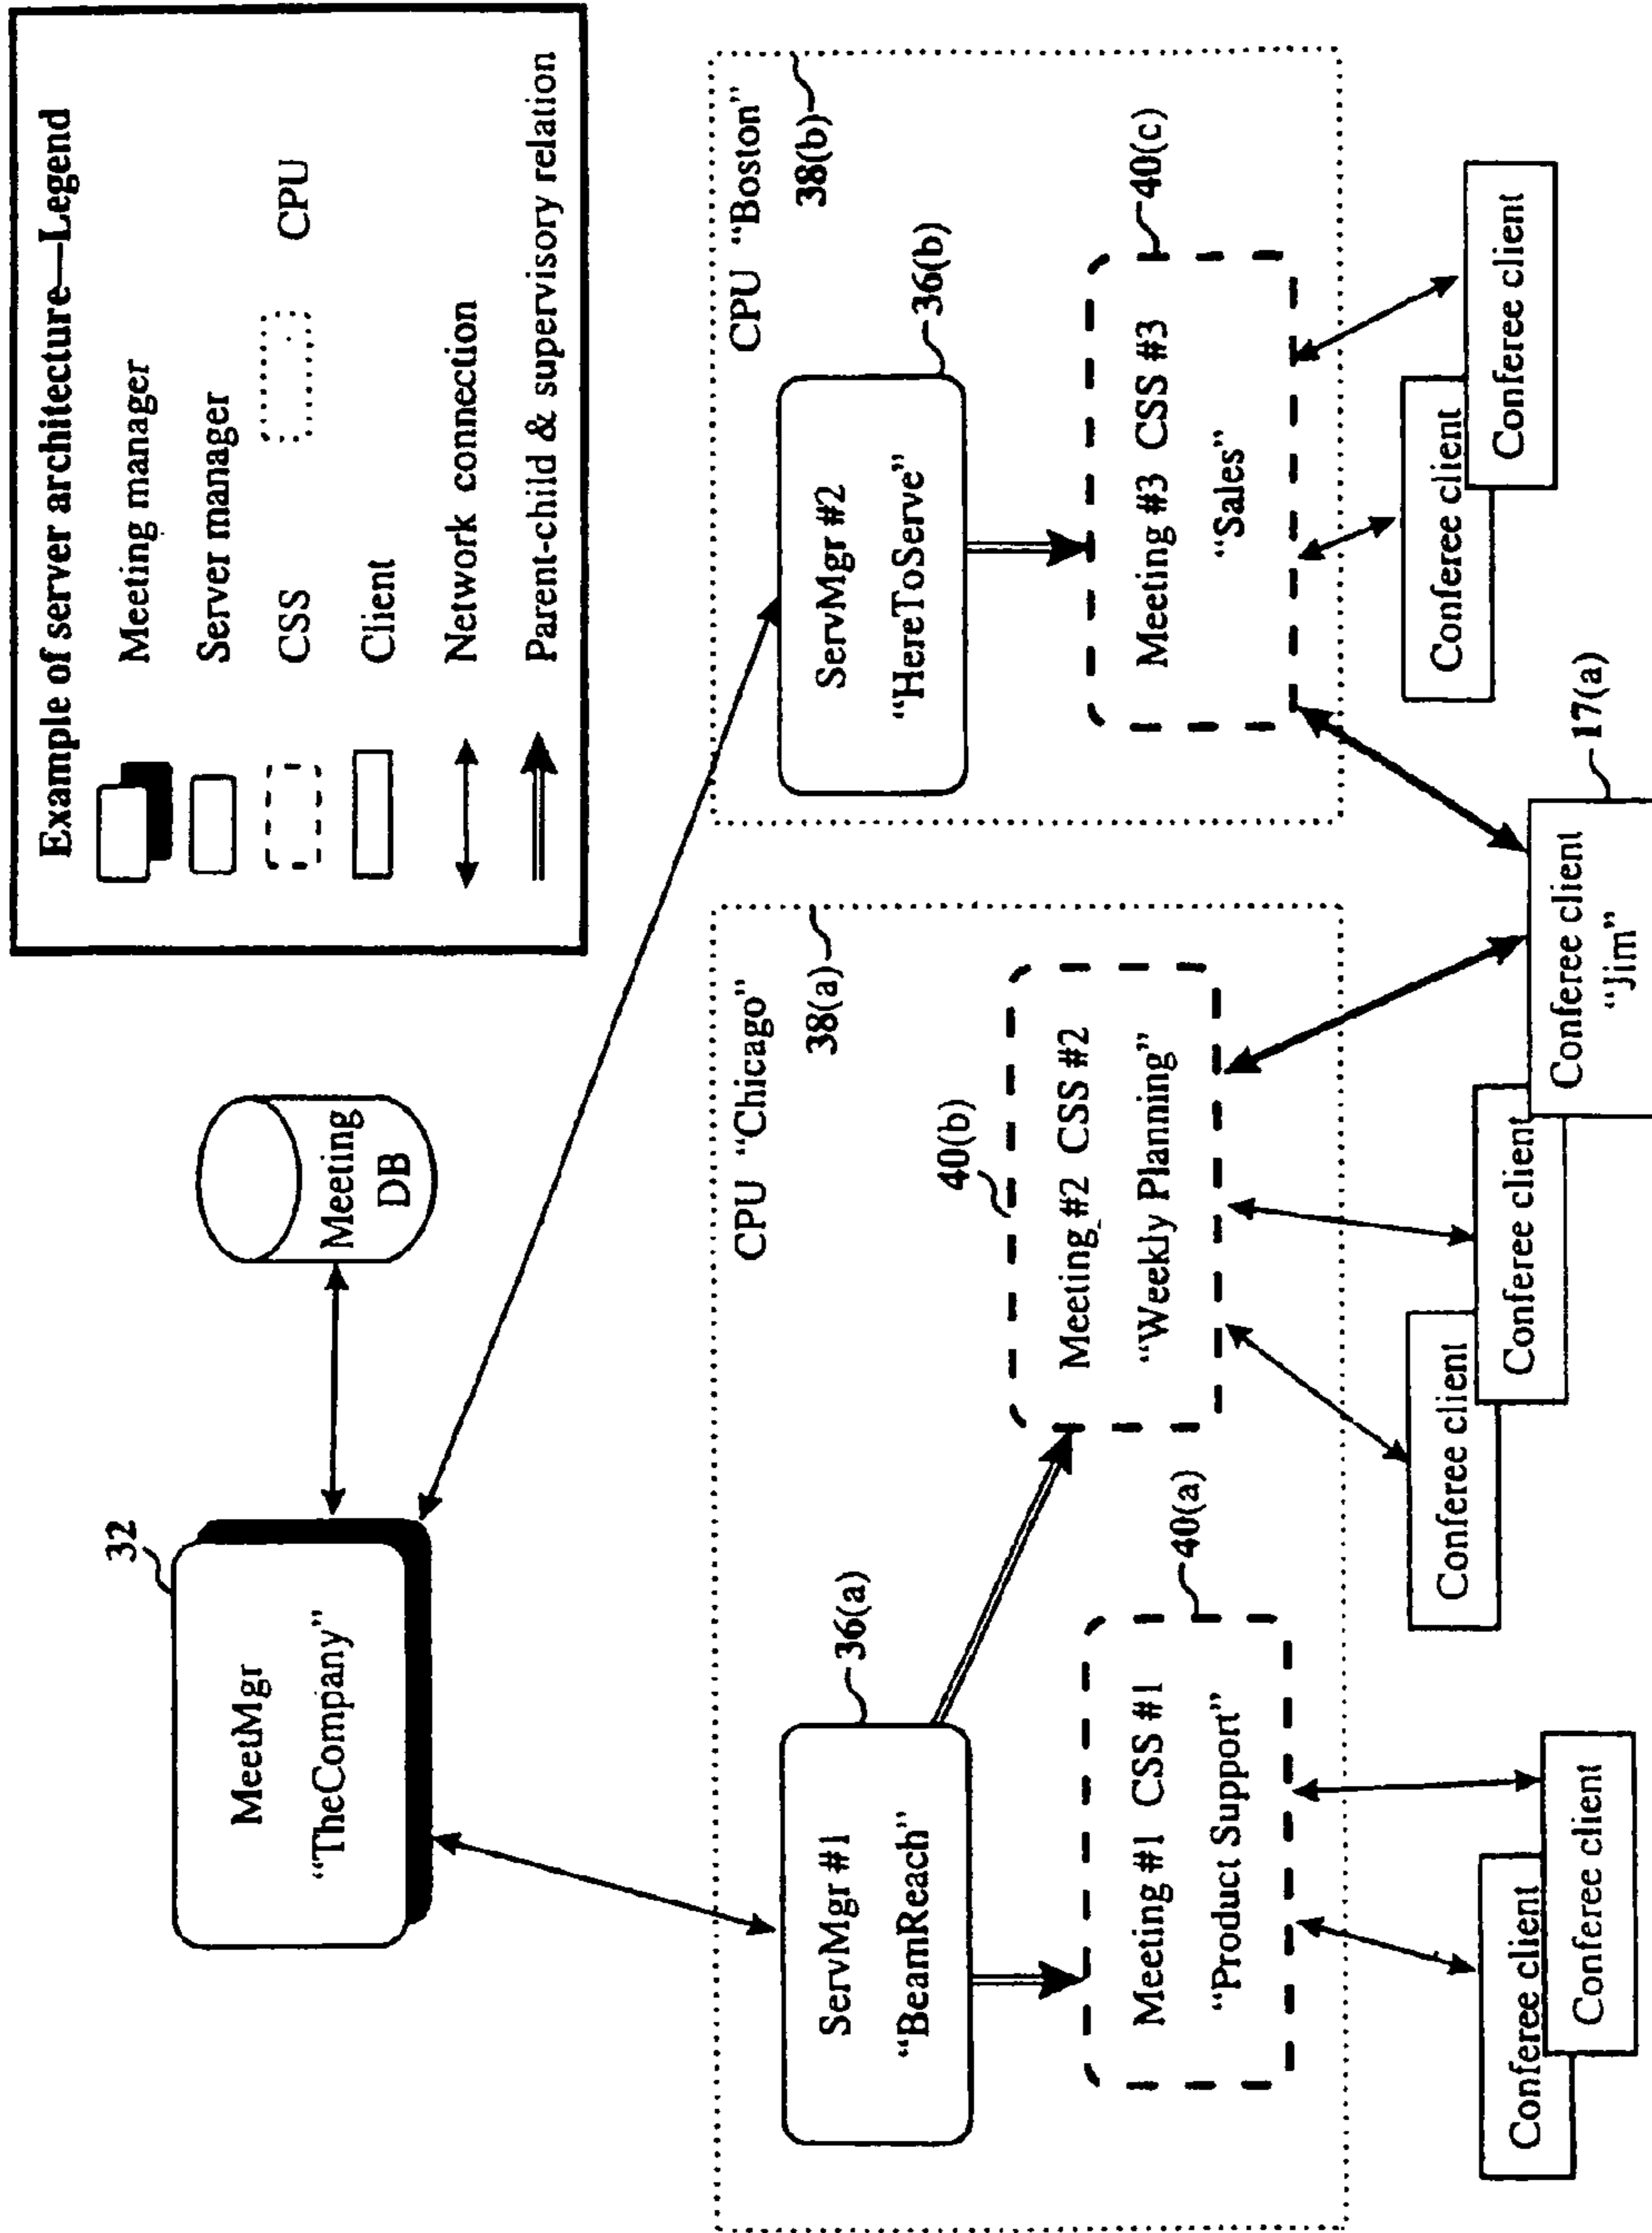 Example of server architecture—Legend
Meeting manager
Server manager
CSS
CPU
Client
Network connection
Parent-child & supervisory relation
32
MeetMgr
“TheCompany”
Meeting
DB
CPU “Chicago”
38(a)
ServMgr #1
“BeamReach”
36(a)
40(b)
Meeting #2 CSS #2
“Weekly Planning”
Meeting #1 CSS #1
“Product Support”
40(a)
CPU “Boston”
38(b)
ServMgr #2
“HereToServe”
36(b)
Meeting #3 CSS #3
“Sales”
40(c)
Conferee client
Conferee client
Conferee client
Conferee client
Conferee client
“Jim”
17(a)
Conferee client
Conferee client